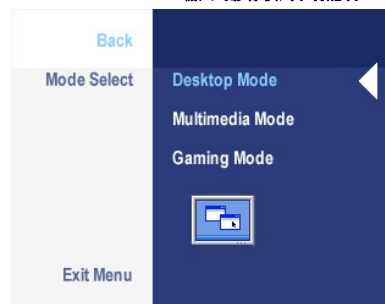 Back
Mode Select
Desktop Mode
Multimedia Mode
Gaming Mode
Exit Menu